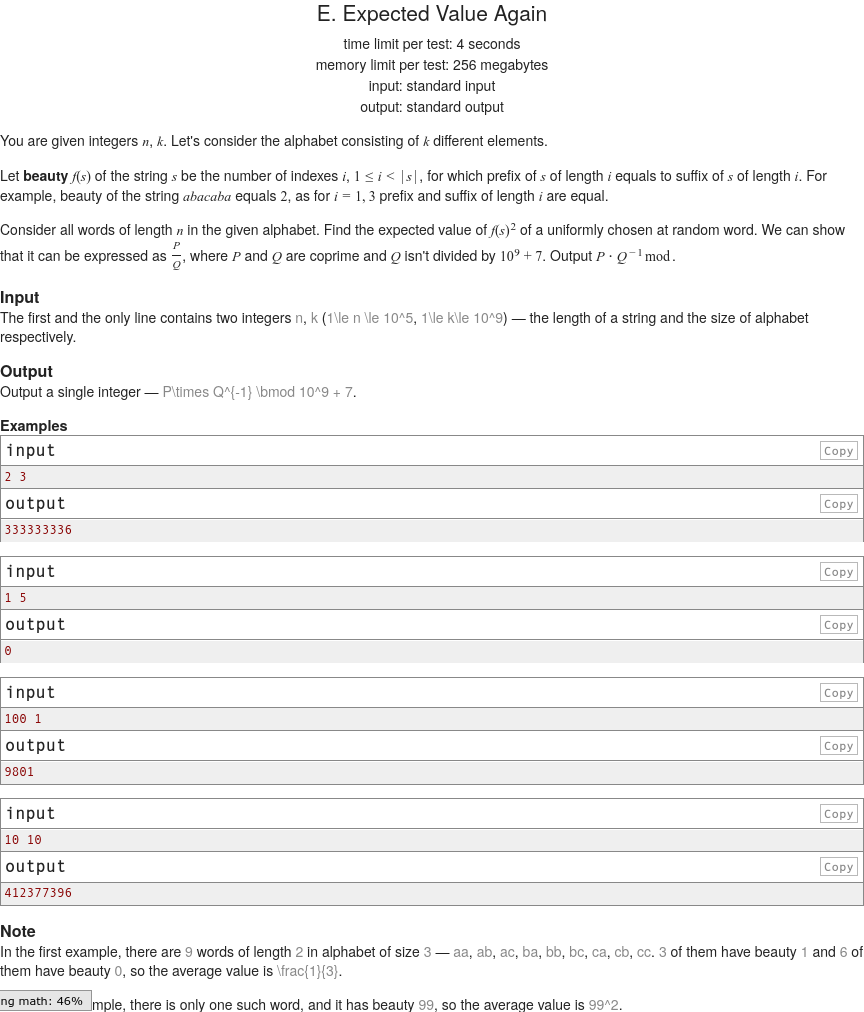 E. Expected Value Again
time limit per test: 4 seconds
memory limit per test: 256 megabytes
input: standard input
output: standard output
You are given integers n, k. Let's consider the alphabet consisting of k different elements.
Let beauty f(s) of the string s be the number of indexes i, 1 ≤ i < |s|, for which prefix of s of length i equals to suffix of s of length i. For
example, beauty of the string abacaba equals 2, as for i = 1, 3 prefix and suffix of length i are equal.
Consider all words of length n in the given alphabet. Find the expected value of f(s)² of a uniformly chosen at random word. We can show
that it can be expressed as P/Q, where P and Q are coprime and Q isn't divided by 10⁹ + 7. Output P · Q⁻¹ mod .
Input
The first and the only line contains two integers n, k (1\le n \le 10^5, 1\le k\le 10^9) — the length of a string and the size of alphabet
respectively.
Output
Output a single integer — P\times Q^{-1} \bmod 10^9 + 7.
Examples
input
Copy
2 3
output
Copy
333333336
input
Copy
1 5
output
Copy
0
input
Copy
100 1
output
Copy
9801
input
Copy
10 10
output
Copy
412377396
Note
In the first example, there are 9 words of length 2 in alphabet of size 3 — aa, ab, ac, ba, bb, bc, ca, cb, cc. 3 of them have beauty 1 and 6 of
them have beauty 0, so the average value is \frac{1}{3}.
ng math: 46%
mple, there is only one such word, and it has beauty 99, so the average value is 99^2.